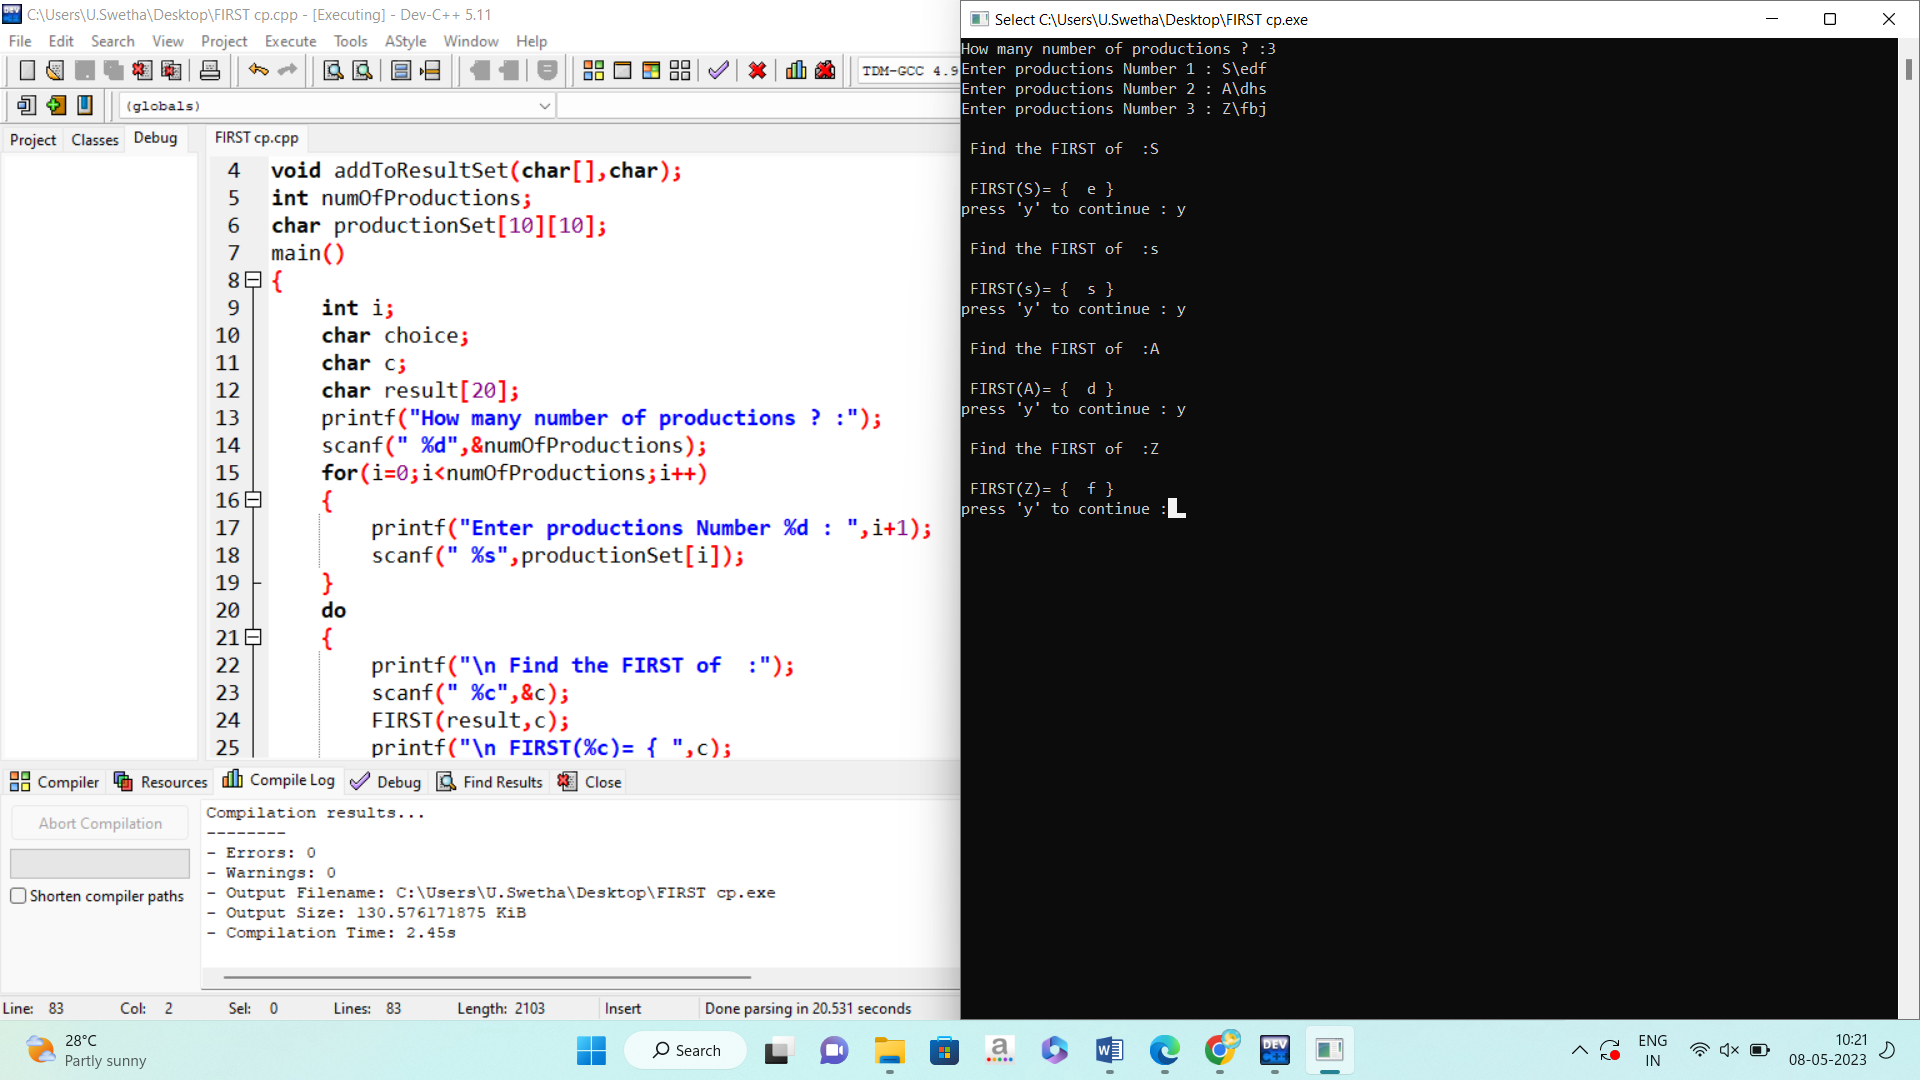 C:\Users\U.Swetha\Desktop\FIRST cp.cpp - [Executing] - Dev-C++ 5.11
File Edit Search View Project Execute Tools AStyle Window Help
TDM-GCC 4.9
(globals)
Project Classes Debug FIRST cp.cpp
4 void addToResultSet(char[],char);
5 int numOfProductions;
6 char productionSet[10][10];
7 main()
8 {
9 int i;
10 char choice;
11 char c;
12 char result[20];
13 printf("How many number of productions ? :");
14 scanf(" %d",&numOfProductions);
15 for(i=0;i<numOfProductions;i++)
16 {
17 printf("Enter productions Number %d : ",i+1);
18 scanf(" %s",productionSet[i]);
19 }
20 do
21 {
22 printf("\n Find the FIRST of  :");
23 scanf(" %c",&c);
24 FIRST(result,c);
25 printf("\n FIRST(%c)= { ",c);
Compiler Resources Compile Log Debug Find Results Close
Abort Compilation
Shorten compiler paths
Compilation results...
--------
- Errors: 0
- Warnings: 0
- Output Filename: C:\Users\U.Swetha\Desktop\FIRST cp.exe
- Output Size: 130.576171875 KiB
- Compilation Time: 2.45s
Line: 83 Col: 2 Sel: 0 Lines: 83 Length: 2103 Insert Done parsing in 20.531 seconds
Select C:\Users\U.Swetha\Desktop\FIRST cp.exe
How many number of productions ? :3
Enter productions Number 1 : S\edf
Enter productions Number 2 : A\dhs
Enter productions Number 3 : Z\fbj
Find the FIRST of  :S
FIRST(S)= {  e }
press 'y' to continue : y
Find the FIRST of  :s
FIRST(s)= {  s }
press 'y' to continue : y
Find the FIRST of  :A
FIRST(A)= {  d }
press 'y' to continue : y
Find the FIRST of  :Z
FIRST(Z)= {  f }
press 'y' to continue :
28°C
Partly sunny
Search
DEV
C++
ENG
IN
10:21
08-05-2023